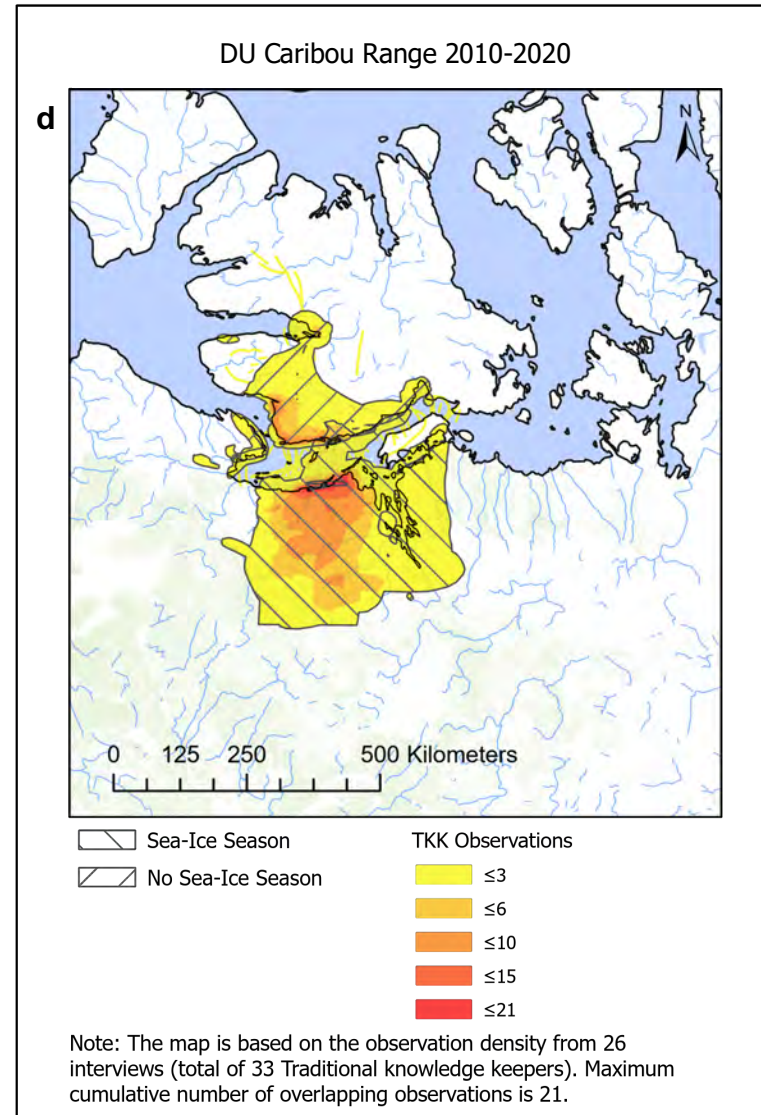 DU Caribou Range 2010-2020
d
N
0 125 250 500 Kilometers
Sea-Ice Season
No Sea-Ice Season
TKK Observations
≤3
≤6
≤10
≤15
≤21
Note: The map is based on the observation density from 26
interviews (total of 33 Traditional knowledge keepers). Maximum
cumulative number of overlapping observations is 21.